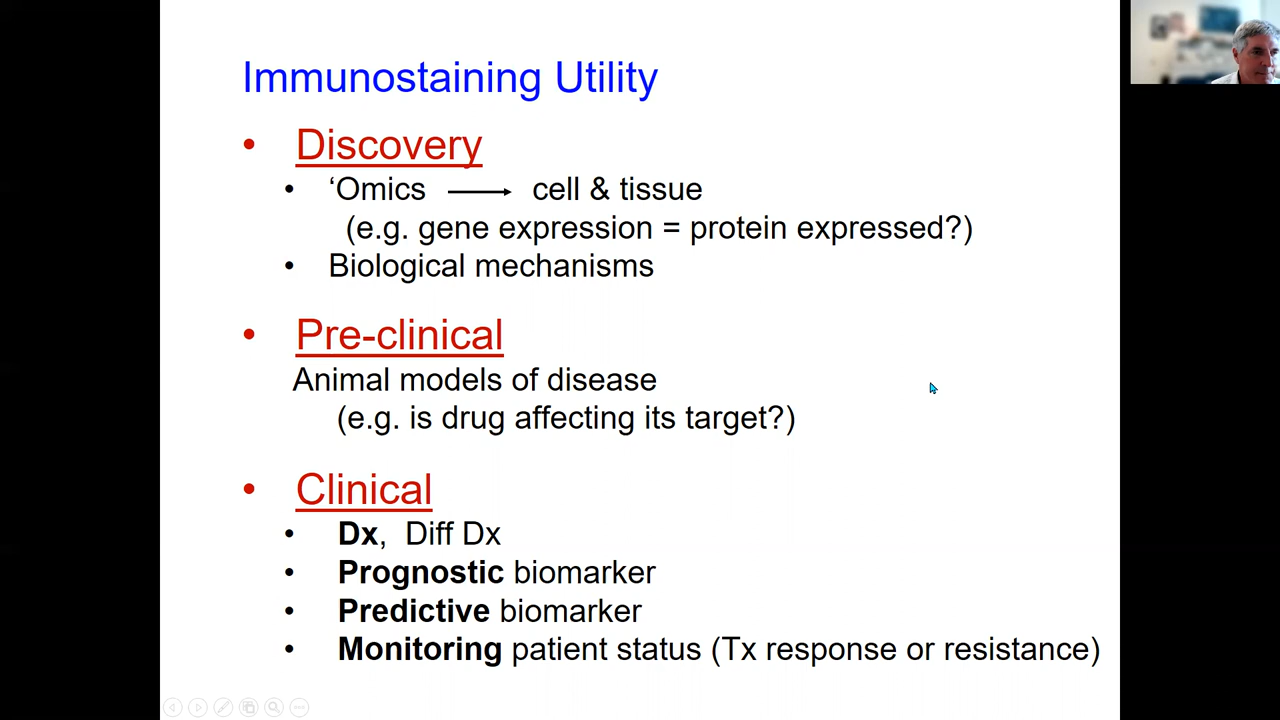 Immunostaining Utility
• Discovery
• ‘Omics → cell & tissue
(e.g. gene expression = protein expressed?)
• Biological mechanisms
• Pre-clinical
Animal models of disease
(e.g. is drug affecting its target?)
• Clinical
• Dx, Diff Dx
• Prognostic biomarker
• Predictive biomarker
• Monitoring patient status (Tx response or resistance)